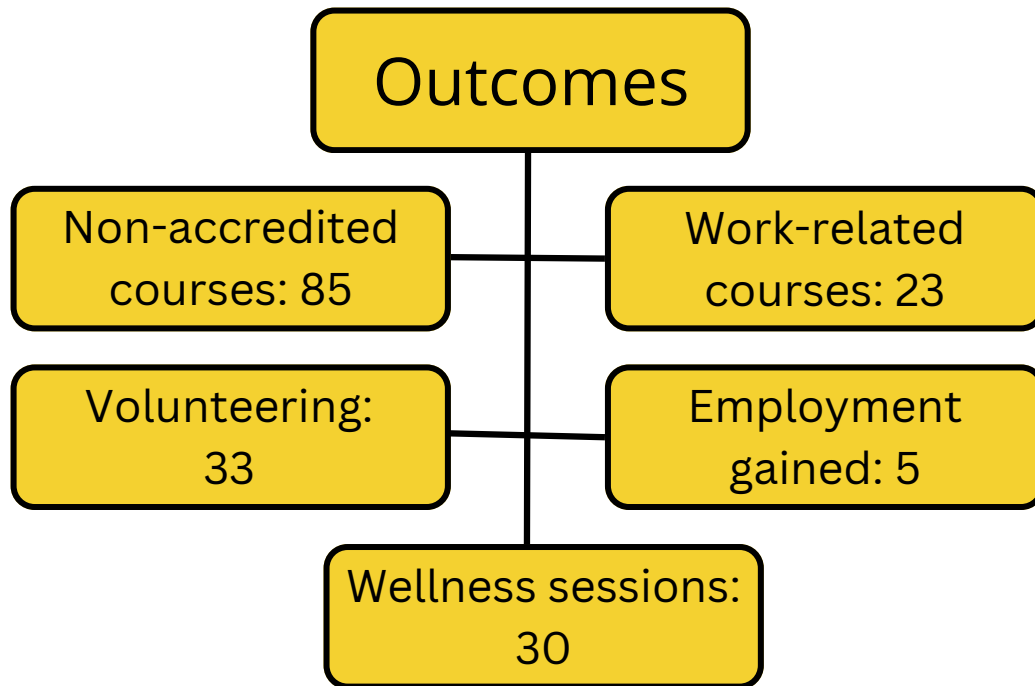 Outcomes
Non-accredited
courses: 85
Work-related
courses: 23
Volunteering:
33
Employment
gained: 5
Wellness sessions:
30